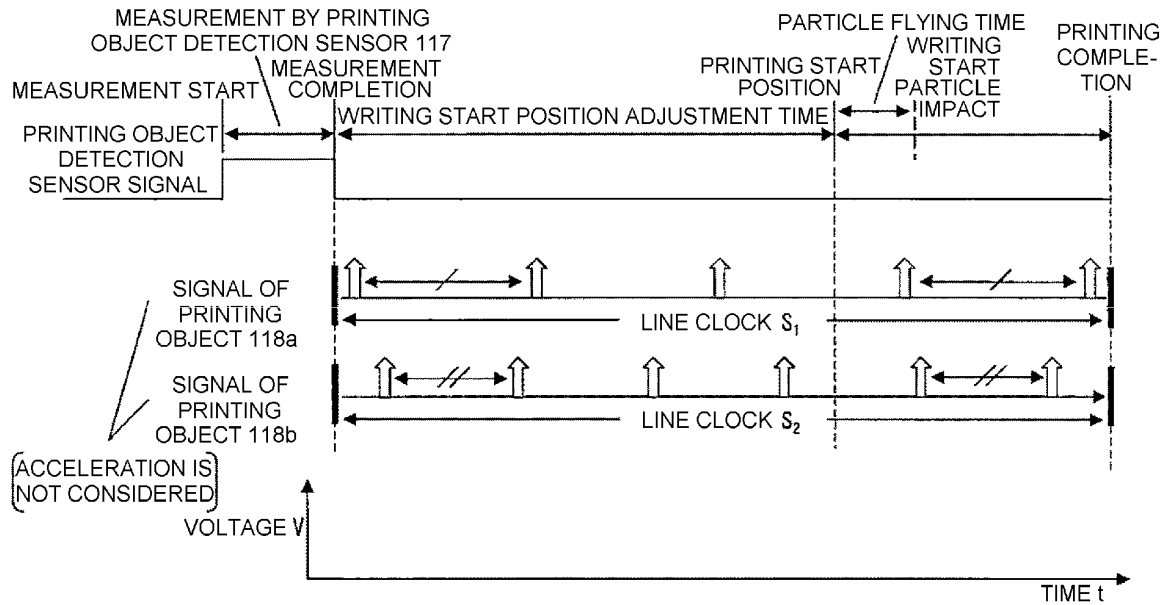 MEASUREMENT BY PRINTING
OBJECT DETECTION SENSOR 117
MEASUREMENT START
MEASUREMENT
COMPLETION
PARTICLE FLYING TIME
PRINTING START
POSITION
WRITING
START
PARTICLE
IMPACT
PRINTING
COMPLE-
TION
WRITING START POSITION ADJUSTMENT TIME
PRINTING OBJECT
DETECTION
SENSOR SIGNAL
SIGNAL OF
PRINTING
OBJECT 118a
LINE CLOCK S1
SIGNAL OF
PRINTING
OBJECT 118b
LINE CLOCK S2
(ACCELERATION IS
NOT CONSIDERED)
VOLTAGE V
TIME t